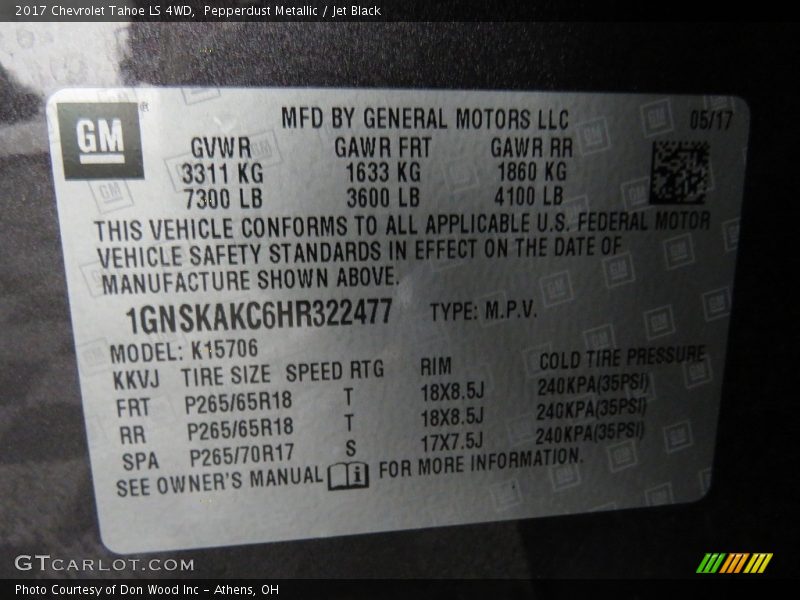 2017 Chevrolet Tahoe LS 4WD,  Pepperdust Metallic / Jet Black
GM ®
MFD BY GENERAL MOTORS LLC 05/17
GVWR GAWR FRT GAWR RR
3311 KG 1633 KG 1860 KG
7300 LB 3600 LB 4100 LB
THIS VEHICLE CONFORMS TO ALL APPLICABLE U.S. FEDERAL MOTOR
VEHICLE SAFETY STANDARDS IN EFFECT ON THE DATE OF
MANUFACTURE SHOWN ABOVE.
1GNSKAKC6HR322477 TYPE: M.P.V.
MODEL: K15706
KKVJ TIRE SIZE SPEED RTG RIM COLD TIRE PRESSURE
FRT P265/65R18 T 18X8.5J 240KPA(35PSI)
RR P265/65R18 T 18X8.5J 240KPA(35PSI)
SPA P265/70R17 S 17X7.5J 240KPA(35PSI)
SEE OWNER'S MANUAL i FOR MORE INFORMATION.
GTCARLOT.COM
Photo Courtesy of Don Wood Inc - Athens, OH